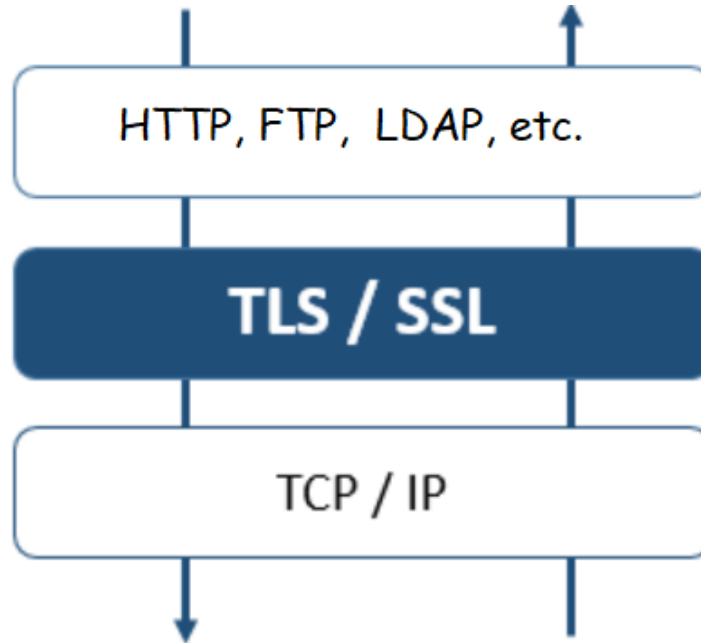 HTTP, FTP, LDAP, etc.
TLS / SSL
TCP / IP